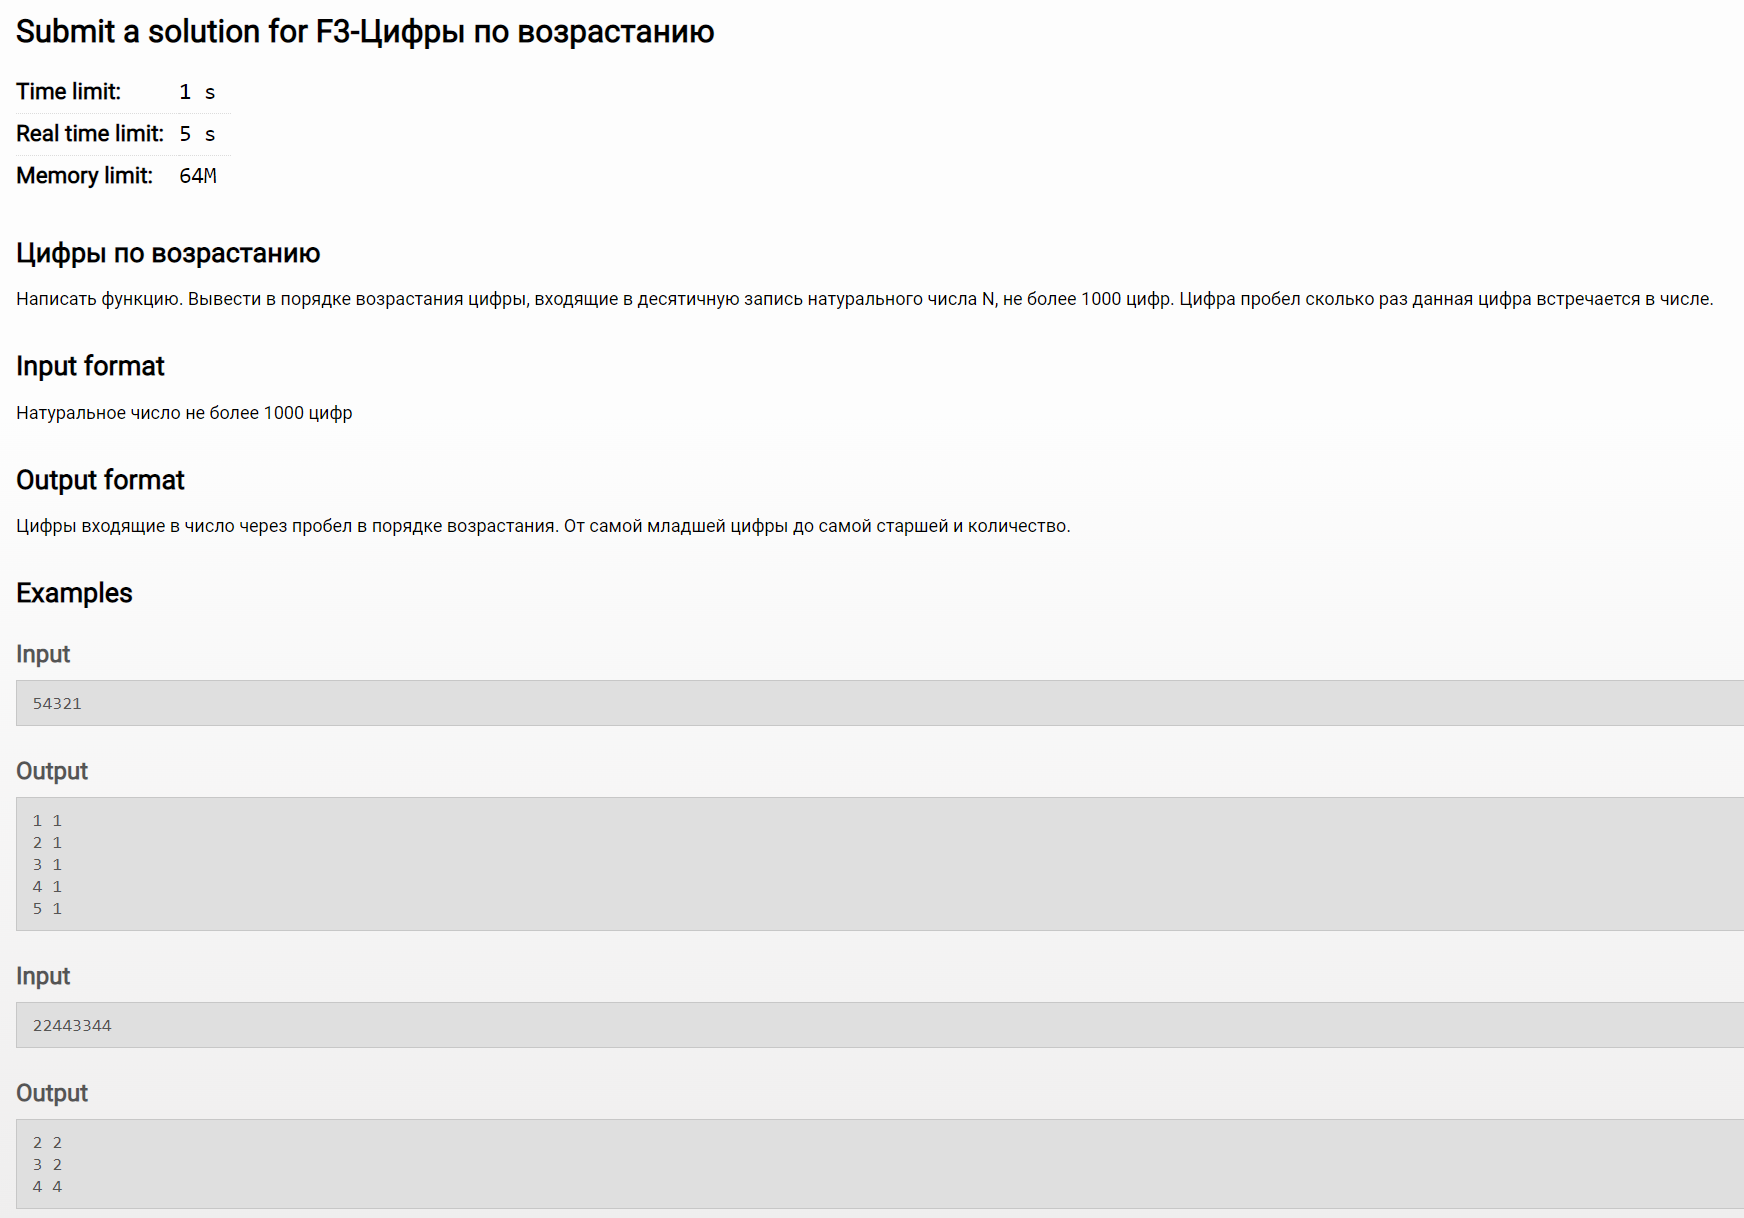 Submit a solution for F3-Цифры по возрастанию
Time limit: 1 s
Real time limit: 5 s
Memory limit: 64M
Цифры по возрастанию
Написать функцию. Вывести в порядке возрастания цифры, входящие в десятичную запись натурального числа N, не более 1000 цифр. Цифра пробел сколько раз данная цифра встречается в числе.
Input format
Натуральное число не более 1000 цифр
Output format
Цифры входящие в число через пробел в порядке возрастания. От самой младшей цифры до самой старшей и количество.
Examples
Input
54321
Output
1 1
2 1
3 1
4 1
5 1
Input
22443344
Output
2 2
3 2
4 4